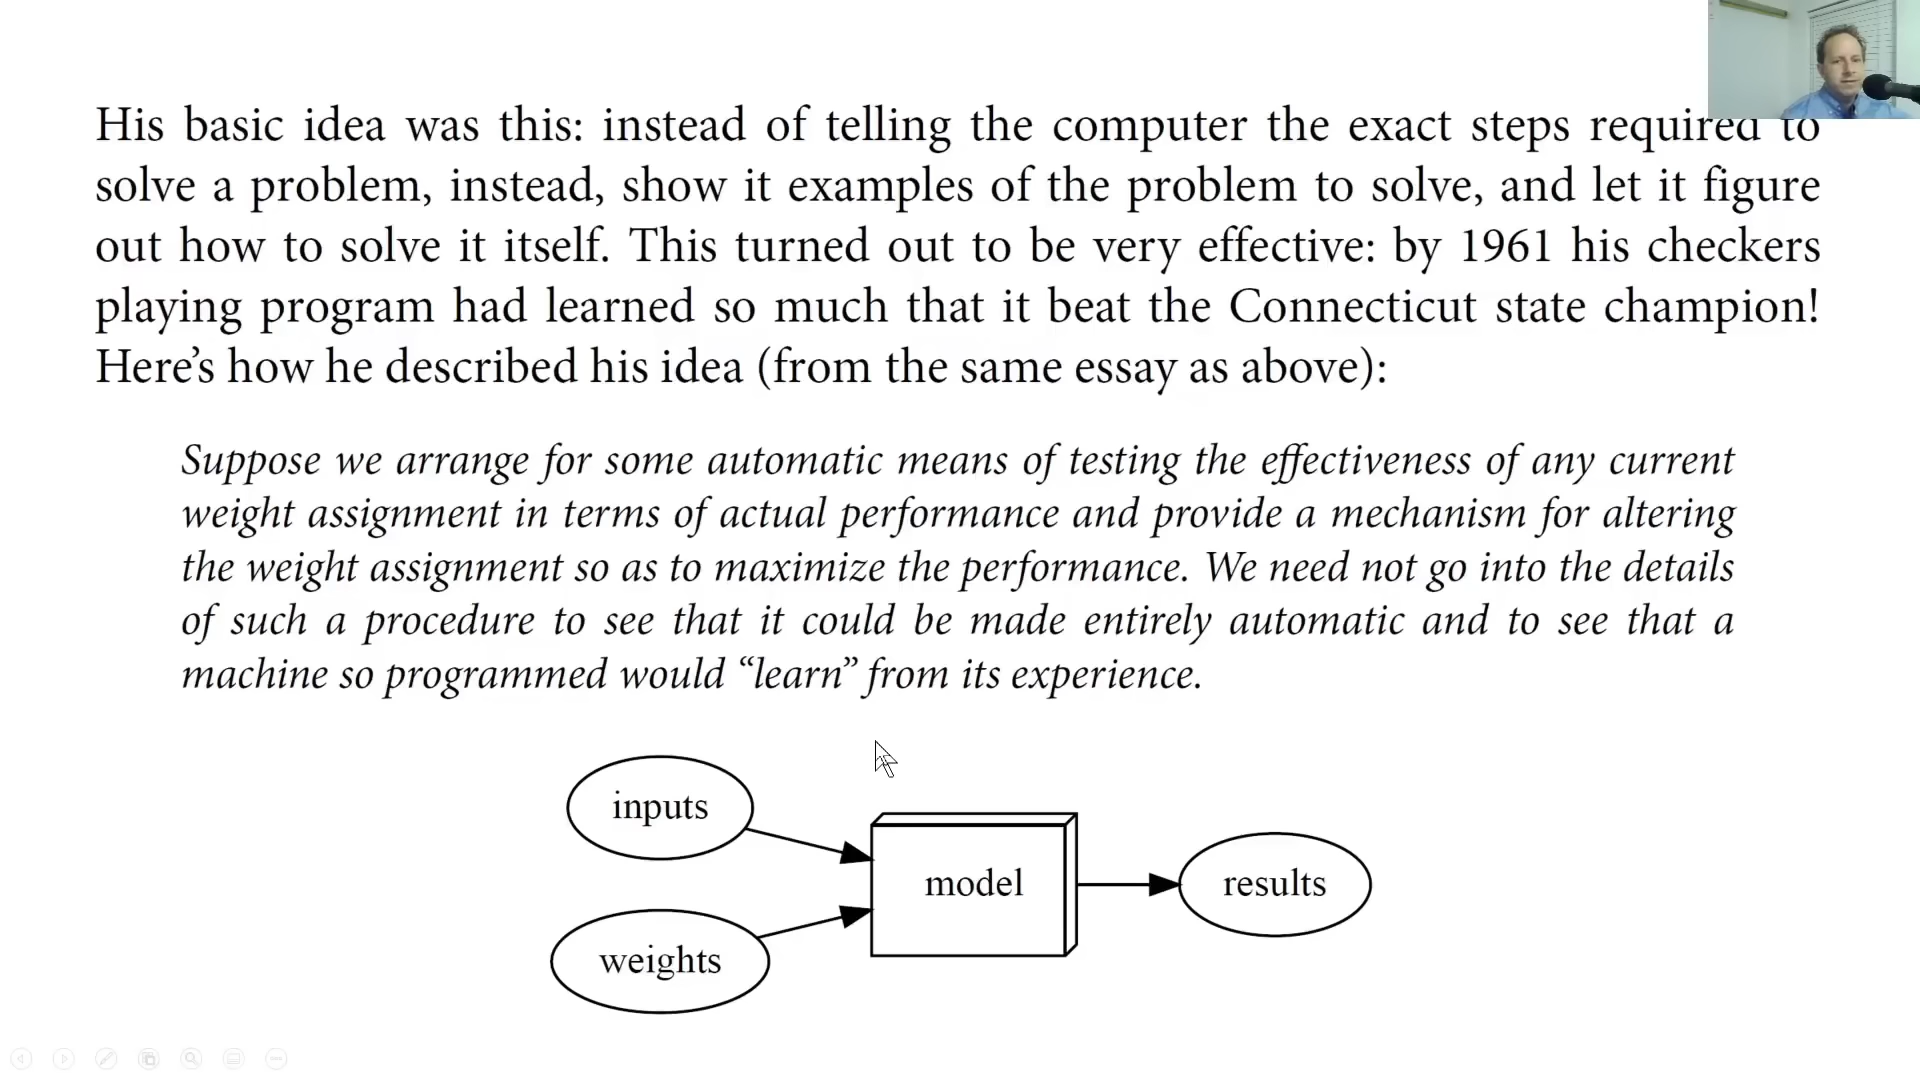 His basic idea was this: instead of telling the computer the exact steps required to
solve a problem, instead, show it examples of the problem to solve, and let it figure
out how to solve it itself. This turned out to be very effective: by 1961 his checkers
playing program had learned so much that it beat the Connecticut state champion!
Here’s how he described his idea (from the same essay as above):
Suppose we arrange for some automatic means of testing the effectiveness of any current
weight assignment in terms of actual performance and provide a mechanism for altering
the weight assignment so as to maximize the performance. We need not go into the details
of such a procedure to see that it could be made entirely automatic and to see that a
machine so programmed would “learn” from its experience.
inputs
weights
model
results